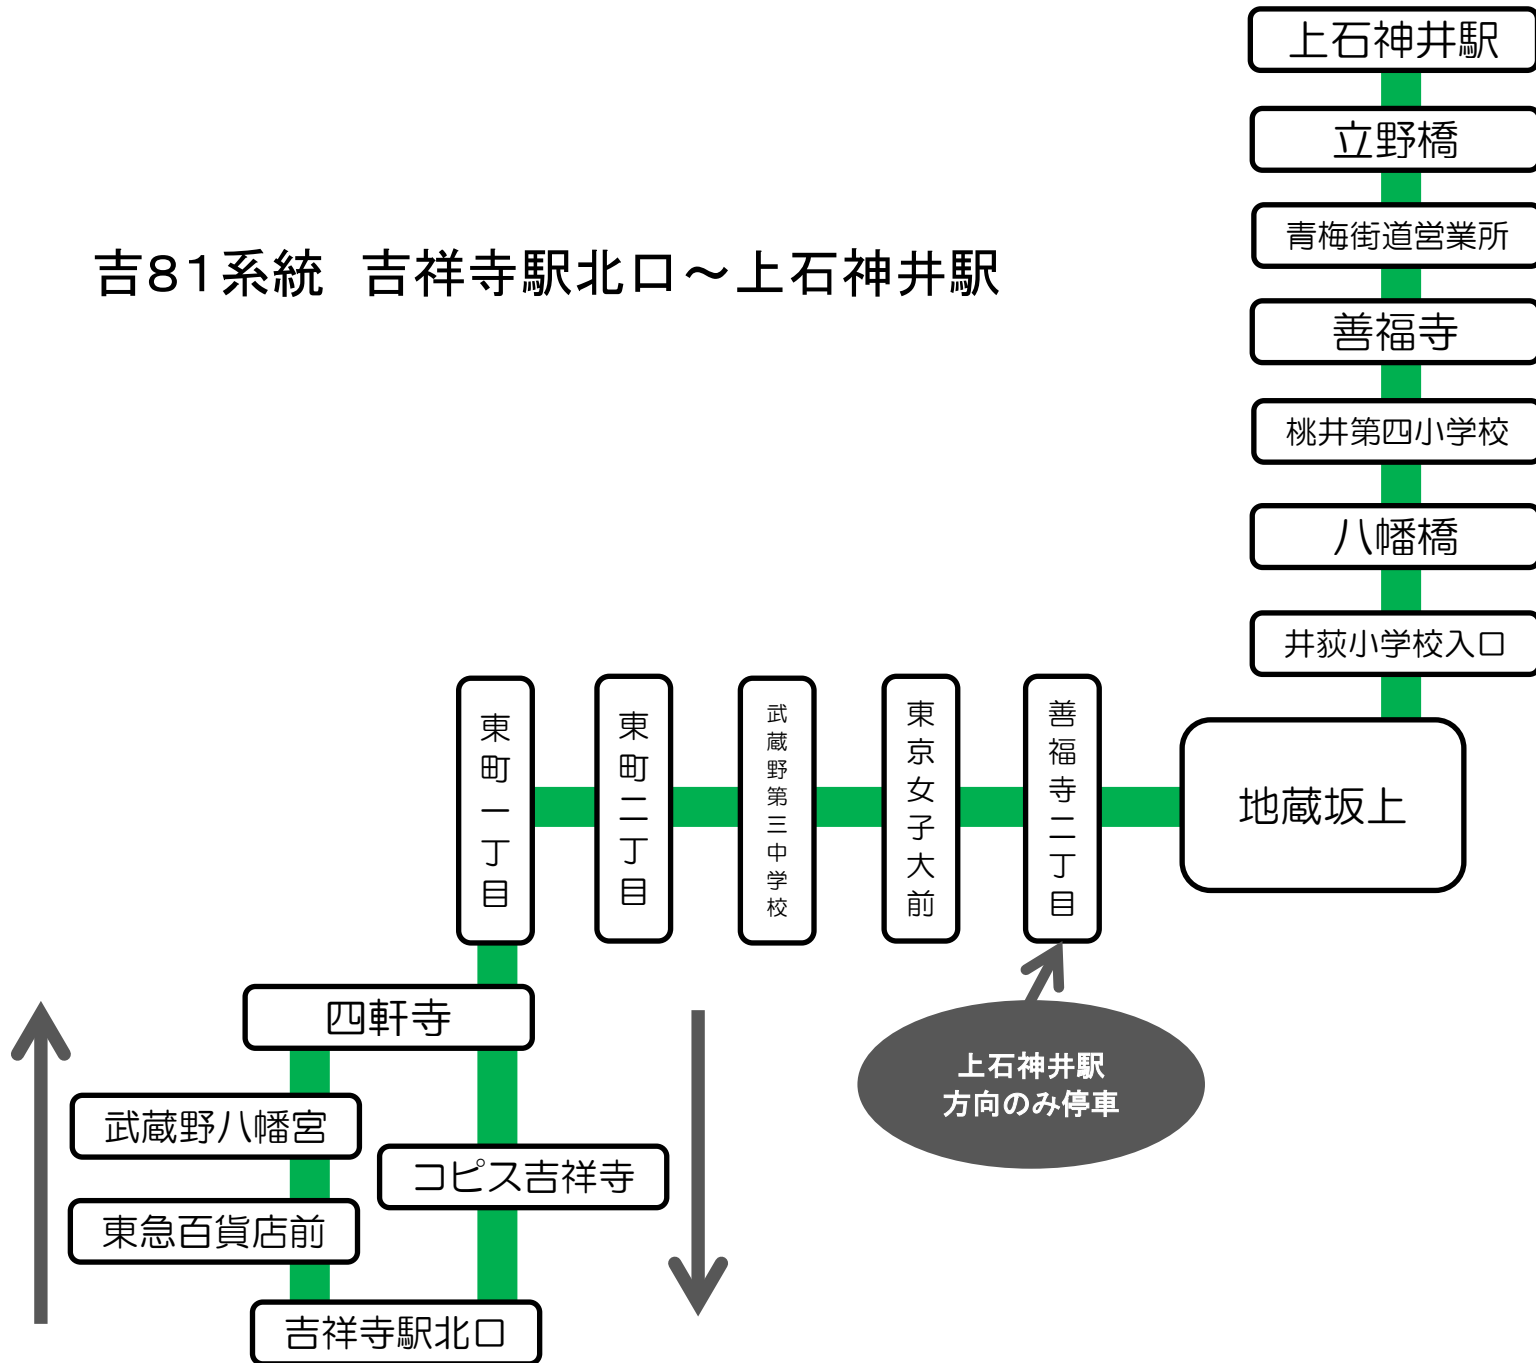 上石神井駅
立野橋
青梅街道営業所
吉81系統　吉祥寺駅北口～上石神井駅
善福寺
桃井第四小学校
八幡橋
井荻小学校入口
東町一丁目
東町二丁目
武蔵野第三中学校
東京女子大前
善福寺二丁目
地蔵坂上
四軒寺
上石神井駅
方向のみ停車
武蔵野八幡宮
コピス吉祥寺
東急百貨店前
吉祥寺駅北口